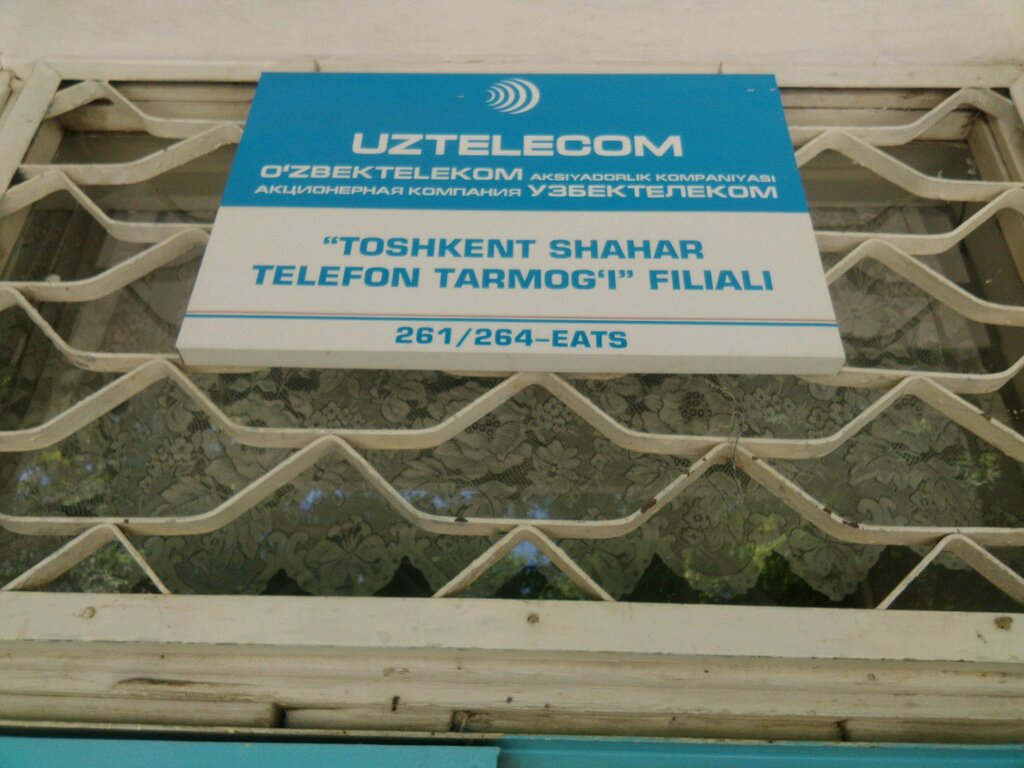 UZTELECOM
O'ZBEKTELEKOM AKSIYADORLIK KOMPANIYASI
АКЦИОНЕРНАЯ КОМПАНИЯ УЗБЕКТЕЛЕКОМ
“TOSHKENT SHAHAR
TELEFON TARMOG‘I” FILIALI
261/264-EATS